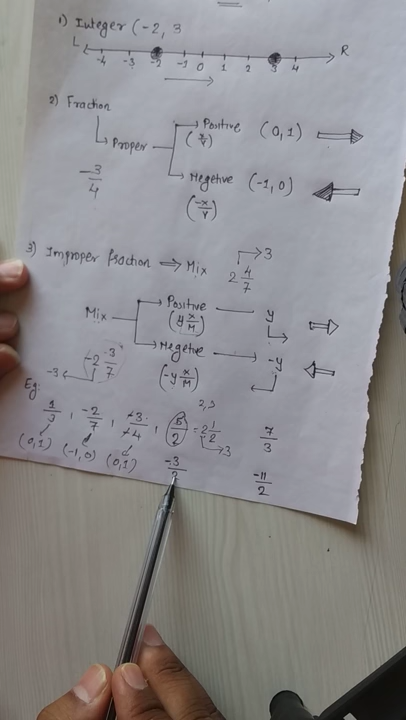 1) Integer (-2, 3
L -4 -3 -2 -1 0 1 2 3 4 R
2) Fraction
Proper
Positive (0,1)
(x/y)
Negetive (-1,0)
(-x/y)
-3/4
3) Improper fraction ⇒ Mix 2 4/7 → 3
Mix
Positive y
(y x/M)
Negetive -y
(-y x/M)
-3 -2 -3/7
Eg:
1/3 , -2/7 , -3/-4 , 5/2 = 2 1/2 → 3 7/3
2,3
(0,1) (-1,0) (0,1) -3/2 -11/2